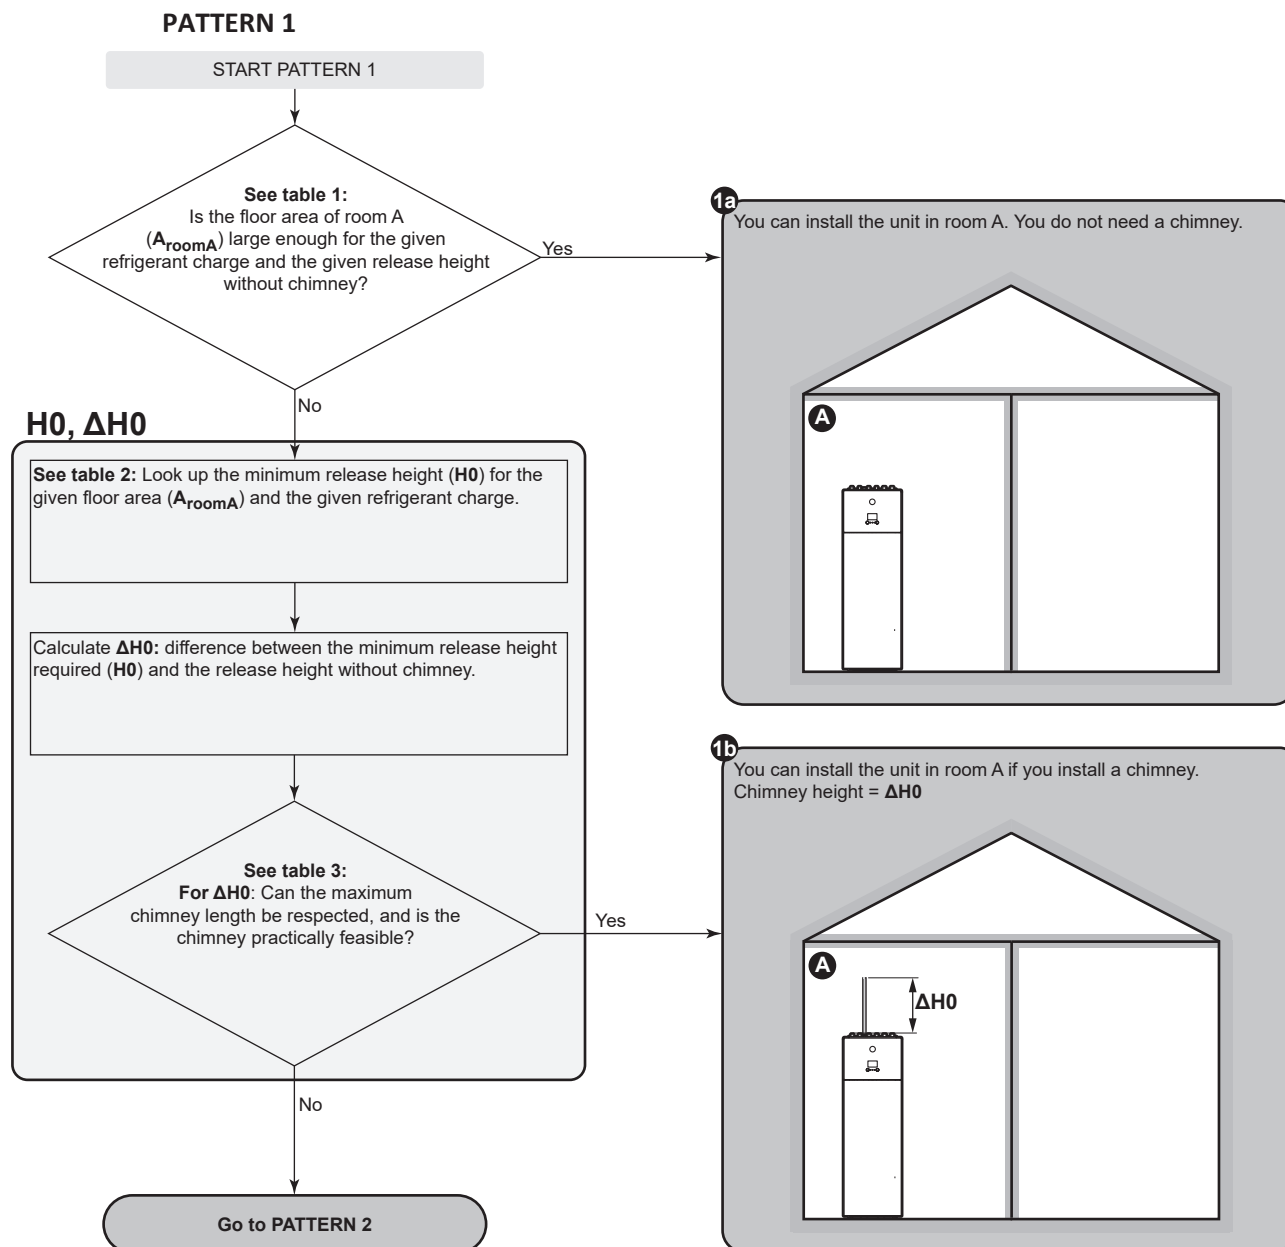 PATTERN 1
START PATTERN 1
See table 1:
Is the floor area of room A
(AroomA) large enough for the given
refrigerant charge and the given release height
without chimney?
Yes
No
1a
You can install the unit in room A. You do not need a chimney.
A
H0, ΔH0
See table 2: Look up the minimum release height (H0) for the
given floor area (AroomA) and the given refrigerant charge.
Calculate ΔH0: difference between the minimum release height
required (H0) and the release height without chimney.
See table 3:
For ΔH0: Can the maximum
chimney length be respected, and is the
chimney practically feasible?
Yes
No
1b
You can install the unit in room A if you install a chimney.
Chimney height = ΔH0
A
ΔH0
Go to PATTERN 2